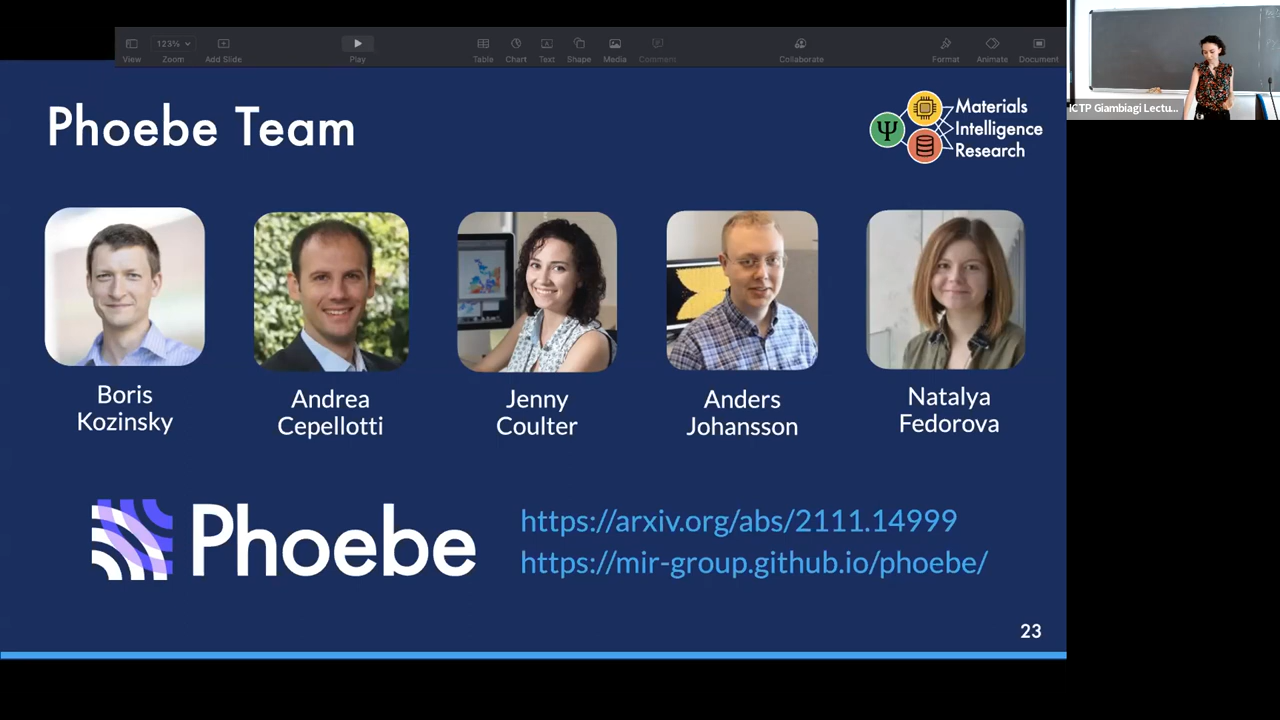 View
123%
Zoom
Add Slide
Play
Table
Chart
Text
Shape
Media
Comment
Collaborate
Format
Animate
Document
ICTP Giambiagi Lectu...
Phoebe Team
Materials
Intelligence
Research
Ψ
Boris
Kozinsky
Andrea
Cepellotti
Jenny
Coulter
Anders
Johansson
Natalya
Fedorova
Phoebe
https://arxiv.org/abs/2111.14999
https://mir-group.github.io/phoebe/
23